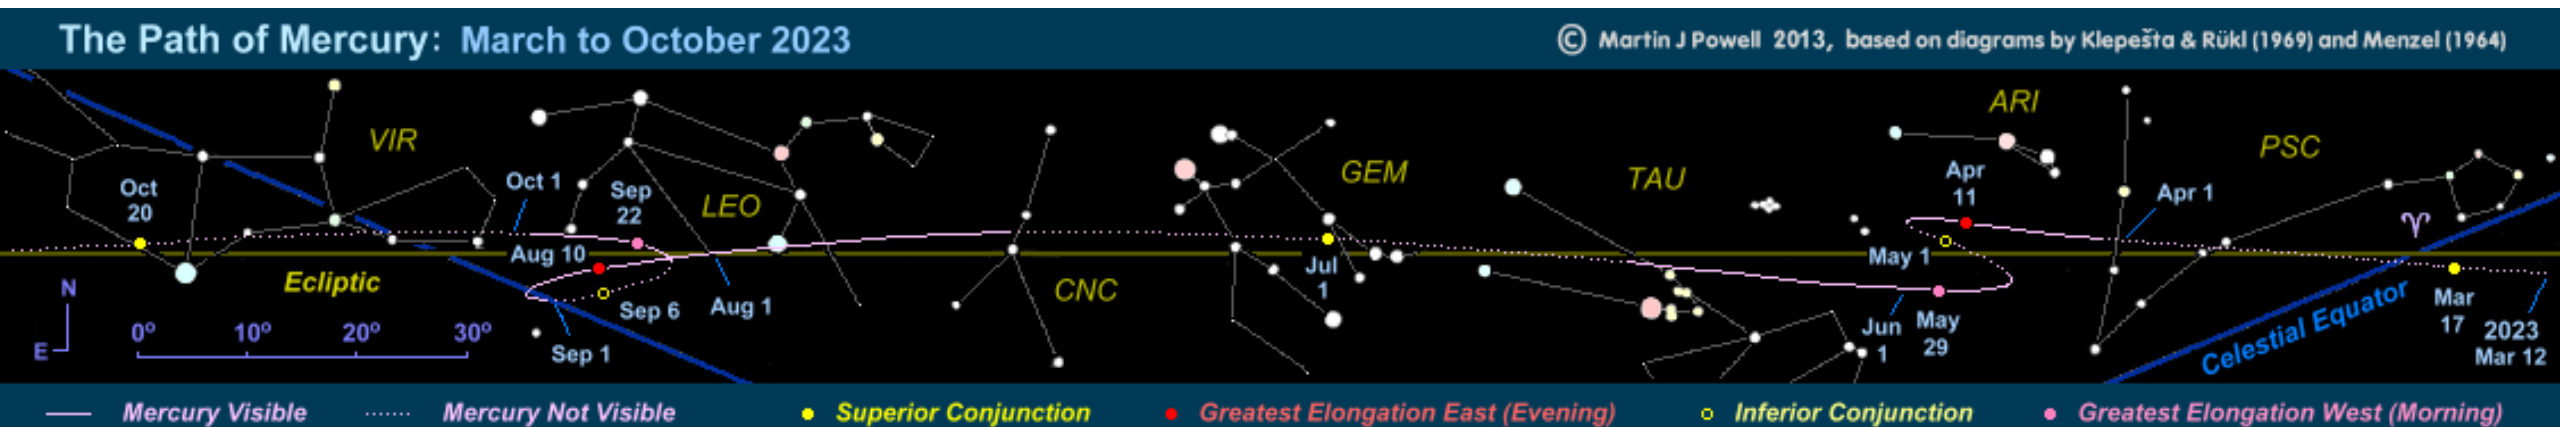 The Path of Mercury: March to October 2023
© Martin J Powell 2013, based on diagrams by Klepešta & Rükl (1969) and Menzel (1964)
VIR
LEO
CNC
GEM
TAU
ARI
PSC
Oct
20
Oct 1
Sep
22
Aug 10
Sep 6
Aug 1
Sep 1
Jul
1
May 1
Apr
11
Apr 1
Jun
1
May
29
Mar
17
2023
Mar 12
♈
Ecliptic
Celestial Equator
N
E
0º 10º 20º 30º
Mercury Visible
Mercury Not Visible
Superior Conjunction
Greatest Elongation East (Evening)
Inferior Conjunction
Greatest Elongation West (Morning)